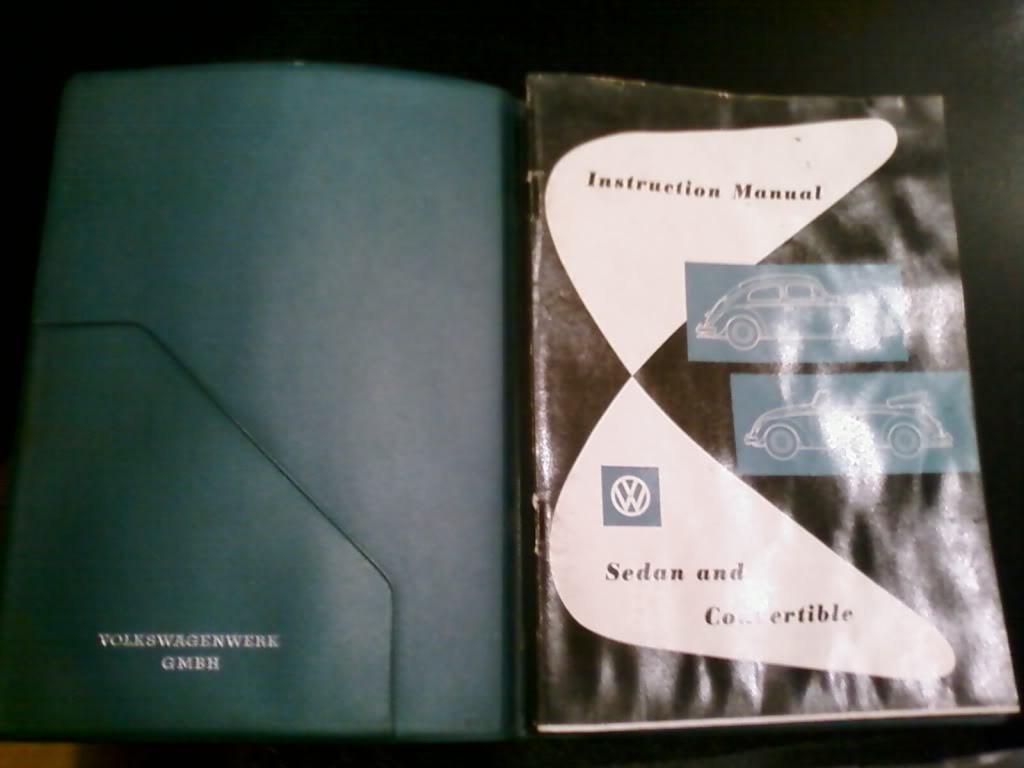 VOLKSWAGENWERK
GMBH
Instruction Manual
VW
Sedan and
Convertible